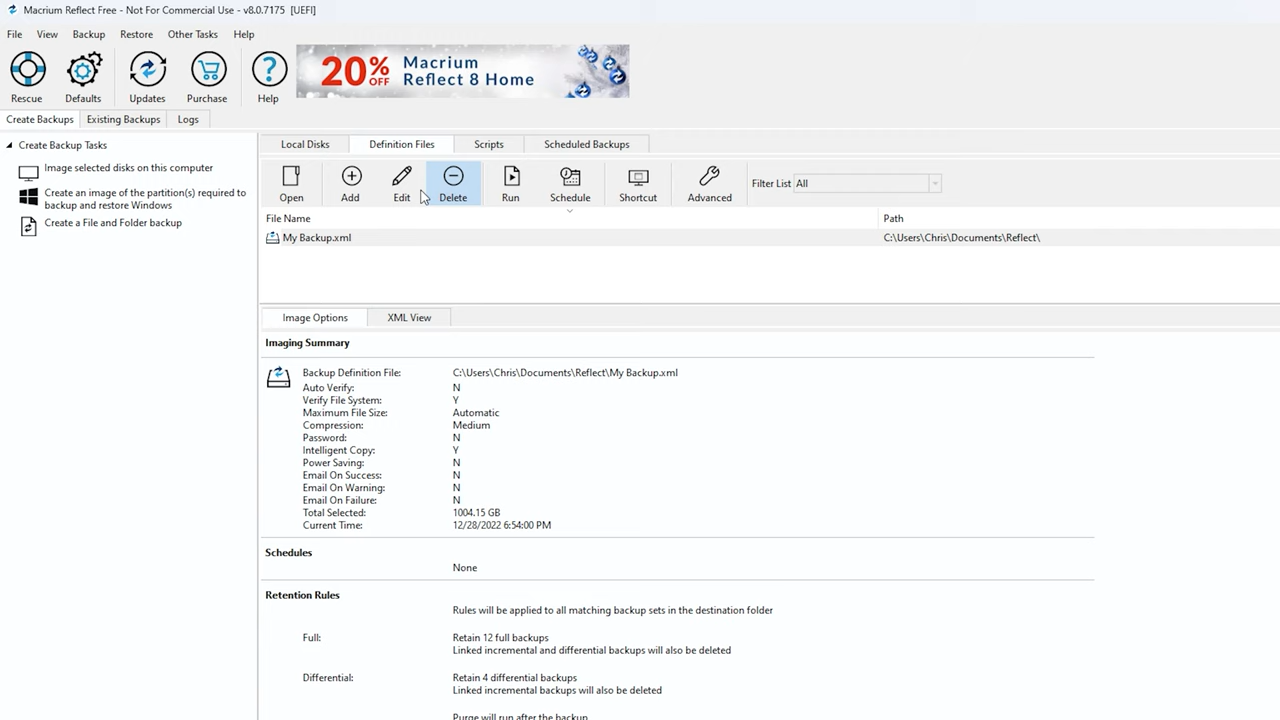 Macrium Reflect Free - Not For Commercial Use - v8.0.7175 [UEFI]
File View Backup Restore Other Tasks Help
20% OFF Macrium Reflect 8 Home
Rescue Defaults Updates Purchase Help
Create Backups Existing Backups Logs
Create Backup Tasks
Image selected disks on this computer
Create an image of the partition(s) required to
backup and restore Windows
Create a File and Folder backup
Local Disks Definition Files Scripts Scheduled Backups
Open Add Edit Delete Run Schedule Shortcut Advanced Filter List All
File Name Path
My Backup.xml C:\Users\Chris\Documents\Reflect\
Image Options XML View
Imaging Summary
Backup Definition File: C:\Users\Chris\Documents\Reflect\My Backup.xml
Auto Verify: N
Verify File System: Y
Maximum File Size: Automatic
Compression: Medium
Password: N
Intelligent Copy: Y
Power Saving: N
Email On Success: N
Email On Warning: N
Email On Failure: N
Total Selected: 1004.15 GB
Current Time: 12/28/2022 6:54:00 PM
Schedules
None
Retention Rules
Rules will be applied to all matching backup sets in the destination folder
Full: Retain 12 full backups
Linked incremental and differential backups will also be deleted
Differential: Retain 4 differential backups
Linked incremental backups will also be deleted
Purge will run after the backup